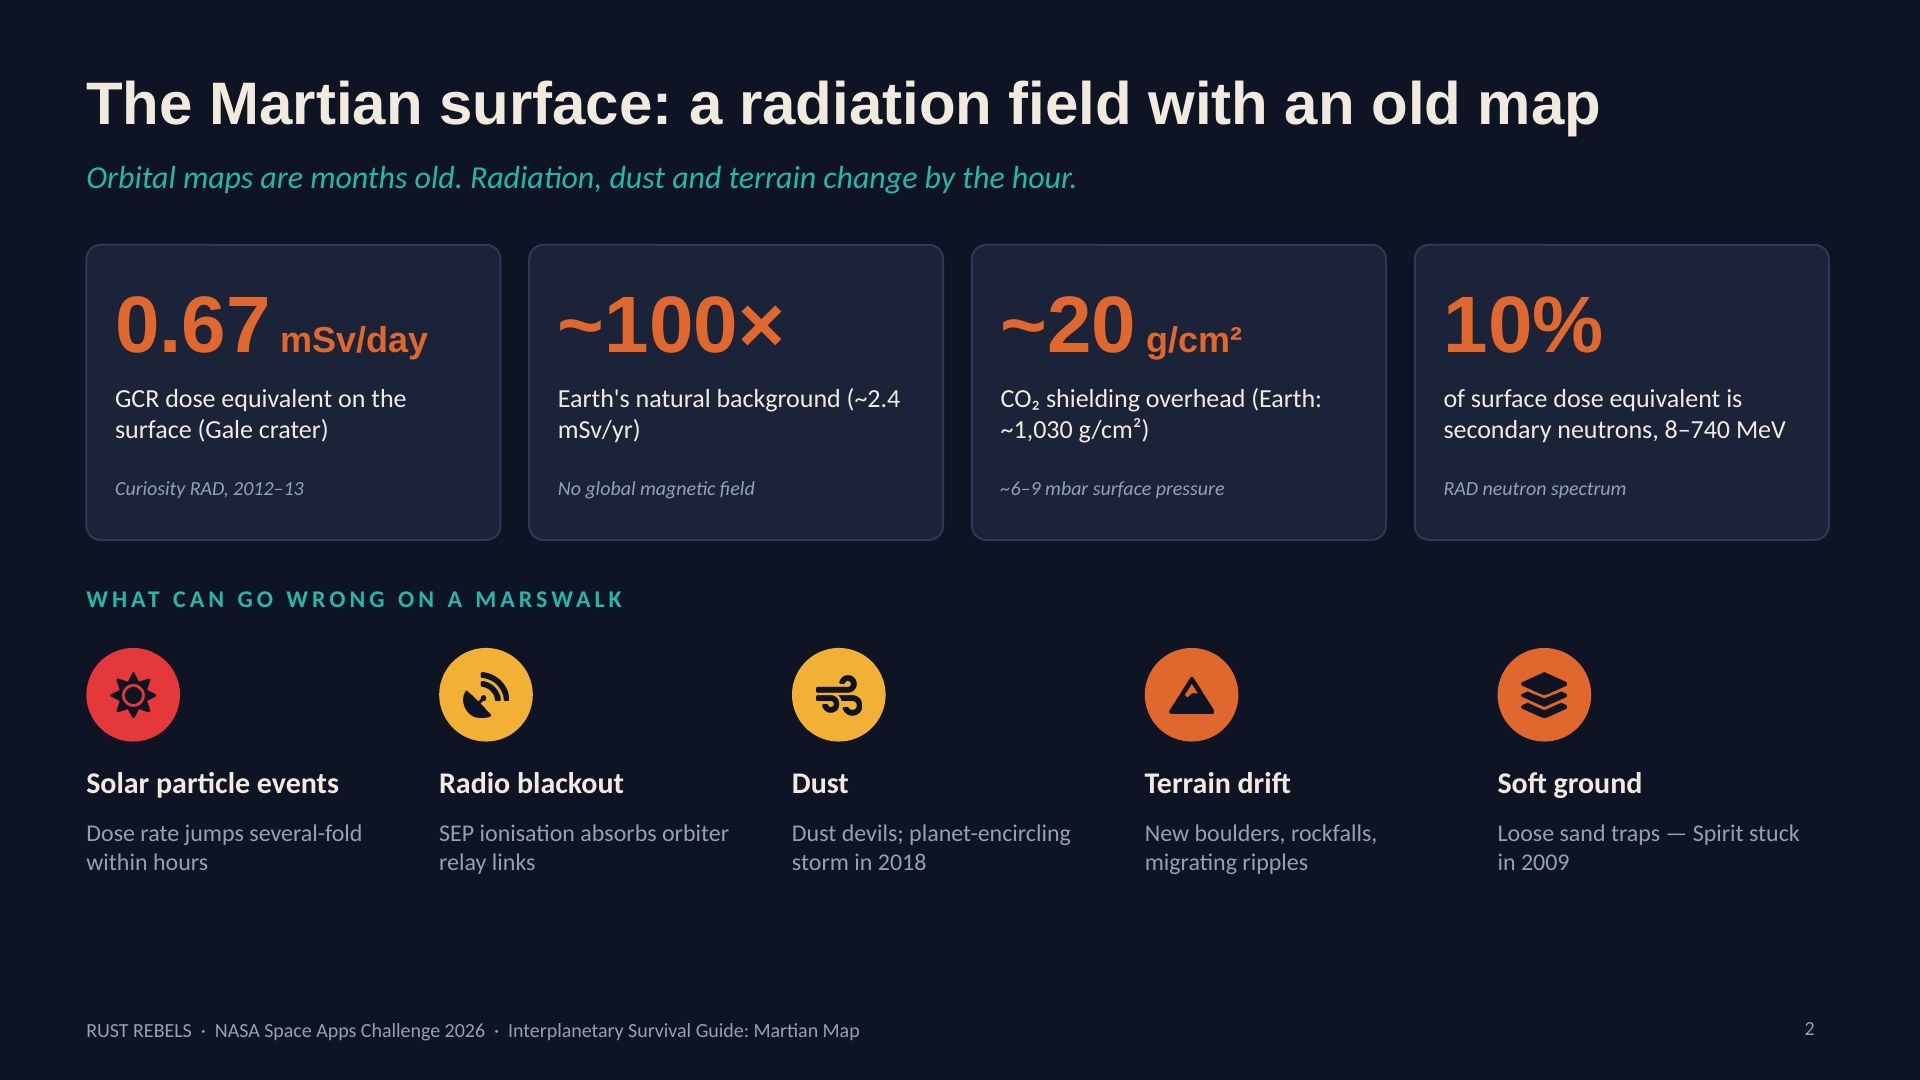 The Martian surface: a radiation field with an old map
Orbital maps are months old. Radiation, dust and terrain change by the hour.
0.67 mSv/day
GCR dose equivalent on the
surface (Gale crater)
Curiosity RAD, 2012–13
~100×
Earth's natural background (~2.4
mSv/yr)
No global magnetic field
~20 g/cm²
CO₂ shielding overhead (Earth:
~1,030 g/cm²)
~6–9 mbar surface pressure
10%
of surface dose equivalent is
secondary neutrons, 8–740 MeV
RAD neutron spectrum
WHAT CAN GO WRONG ON A MARSWALK
Solar particle events
Dose rate jumps several-fold
within hours
Radio blackout
SEP ionisation absorbs orbiter
relay links
Dust
Dust devils; planet-encircling
storm in 2018
Terrain drift
New boulders, rockfalls,
migrating ripples
Soft ground
Loose sand traps — Spirit stuck
in 2009
RUST REBELS · NASA Space Apps Challenge 2026 · Interplanetary Survival Guide: Martian Map
2